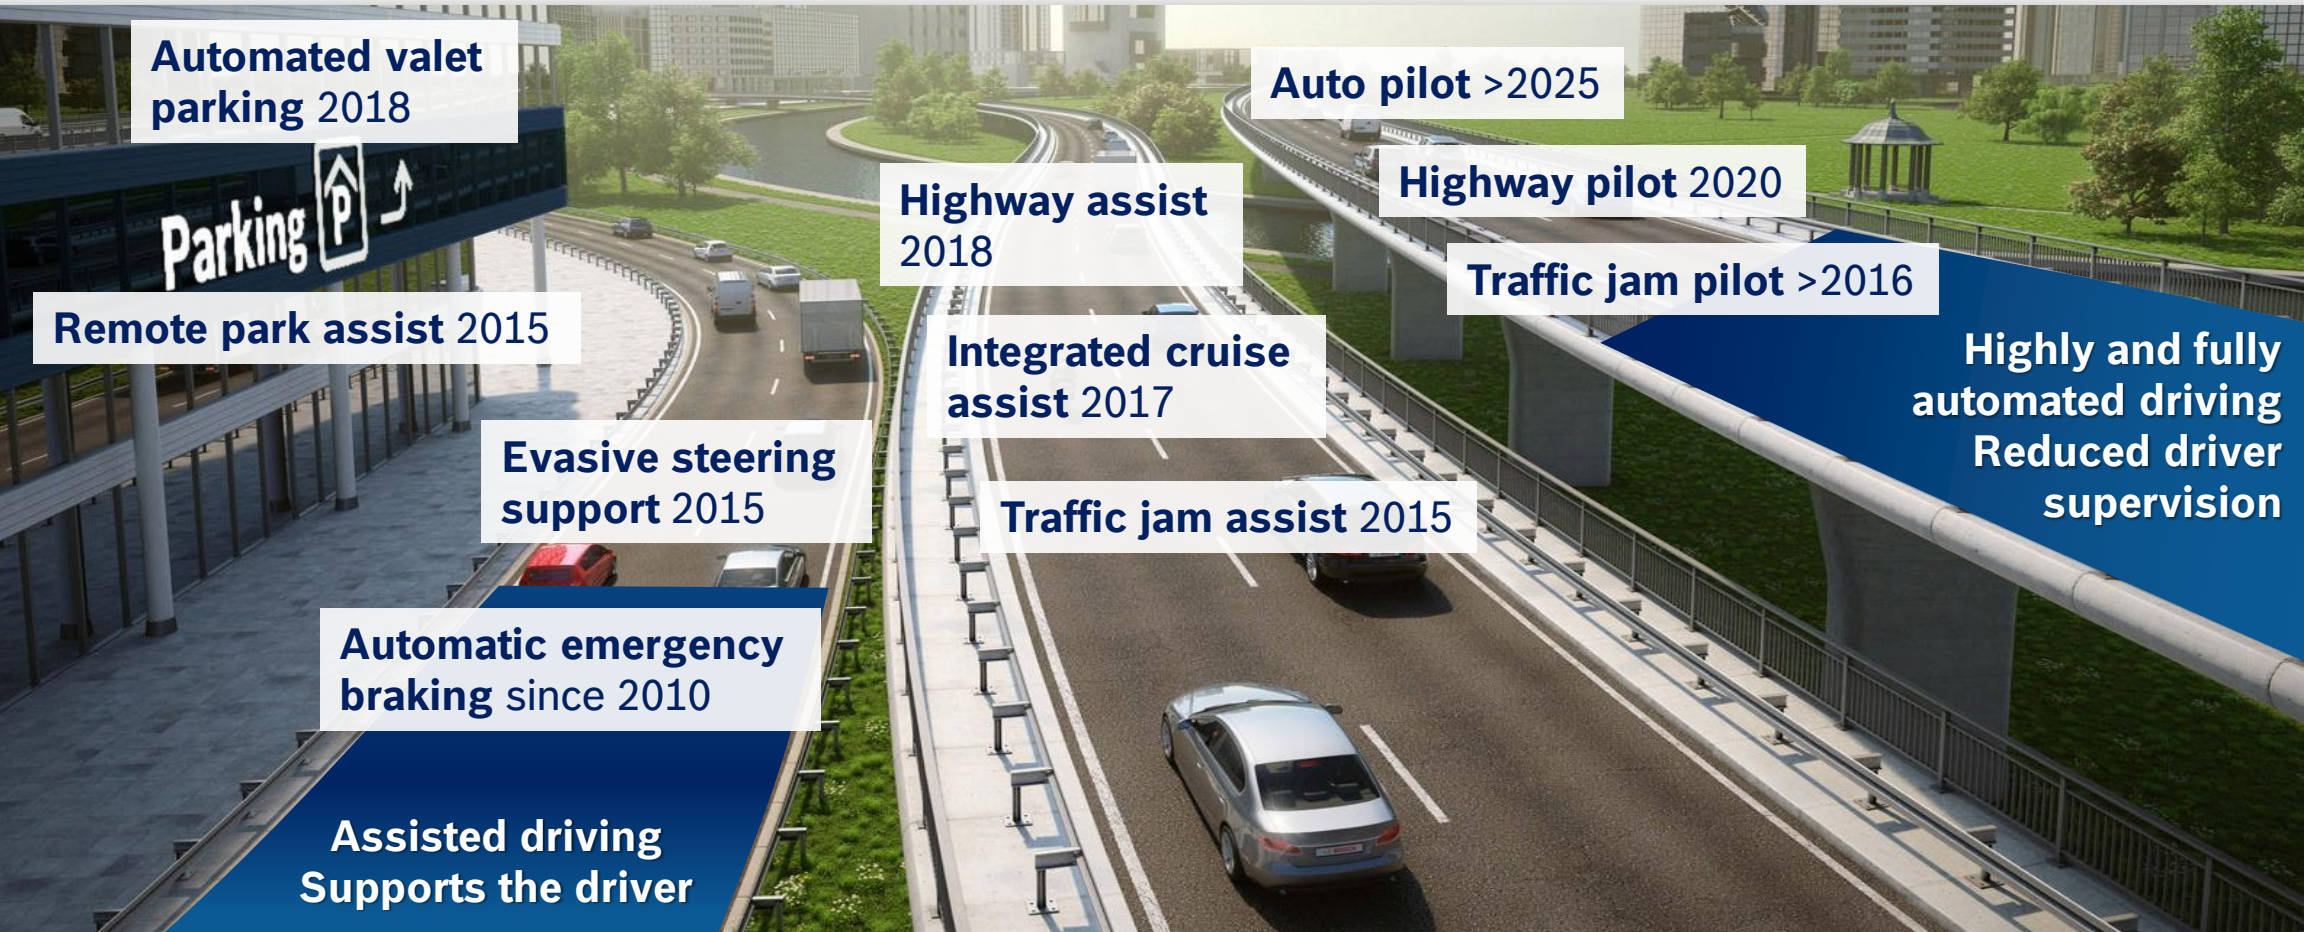 Automated valet
parking 2018
Parking P
Remote park assist 2015
Evasive steering
support 2015
Automatic emergency
braking since 2010
Assisted driving
Supports the driver
Highway assist
2018
Integrated cruise
assist 2017
Traffic jam assist 2015
Auto pilot >2025
Highway pilot 2020
Traffic jam pilot >2016
Highly and fully
automated driving
Reduced driver
supervision